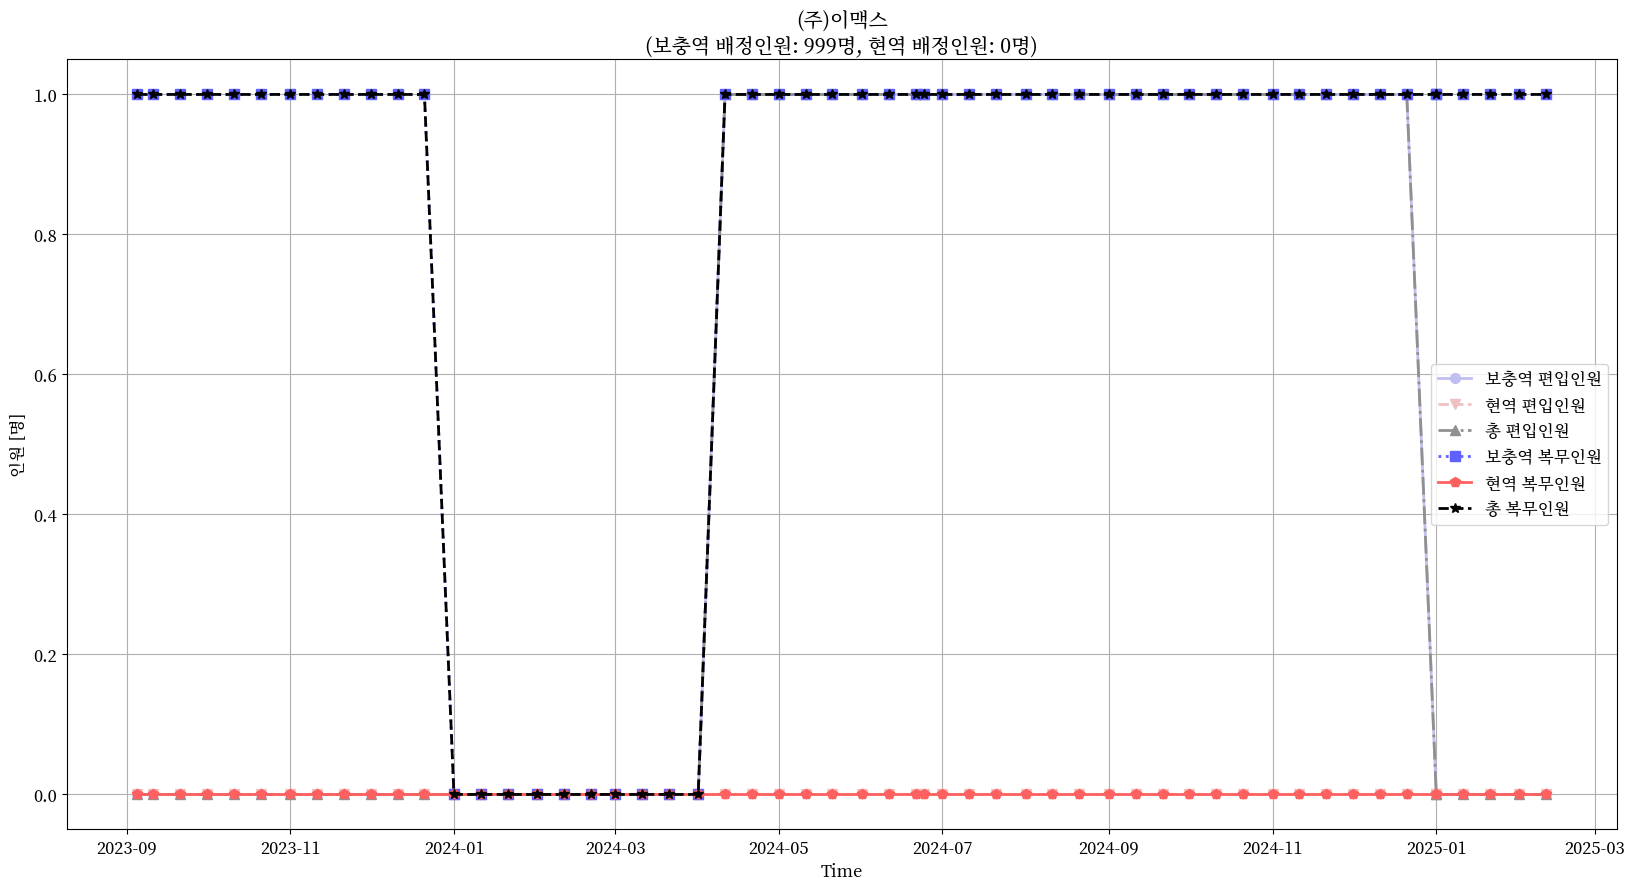 (주)이맥스
(보충역 배정인원: 999명, 현역 배정인원: 0명)
인원 [명]
1.0
0.8
0.6
0.4
0.2
0.0
보충역 편입인원
현역 편입인원
총 편입인원
보충역 복무인원
현역 복무인원
총 복무인원
2023-09
2023-11
2024-01
2024-03
2024-05
2024-07
2024-09
2024-11
2025-01
2025-03
Time